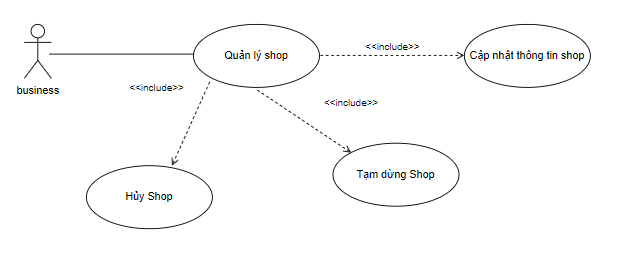 Quản lý shop
<<include>>
Cập nhật thông tin shop
business
<<include>>
<<include>>
Tạm dừng Shop
Hủy Shop